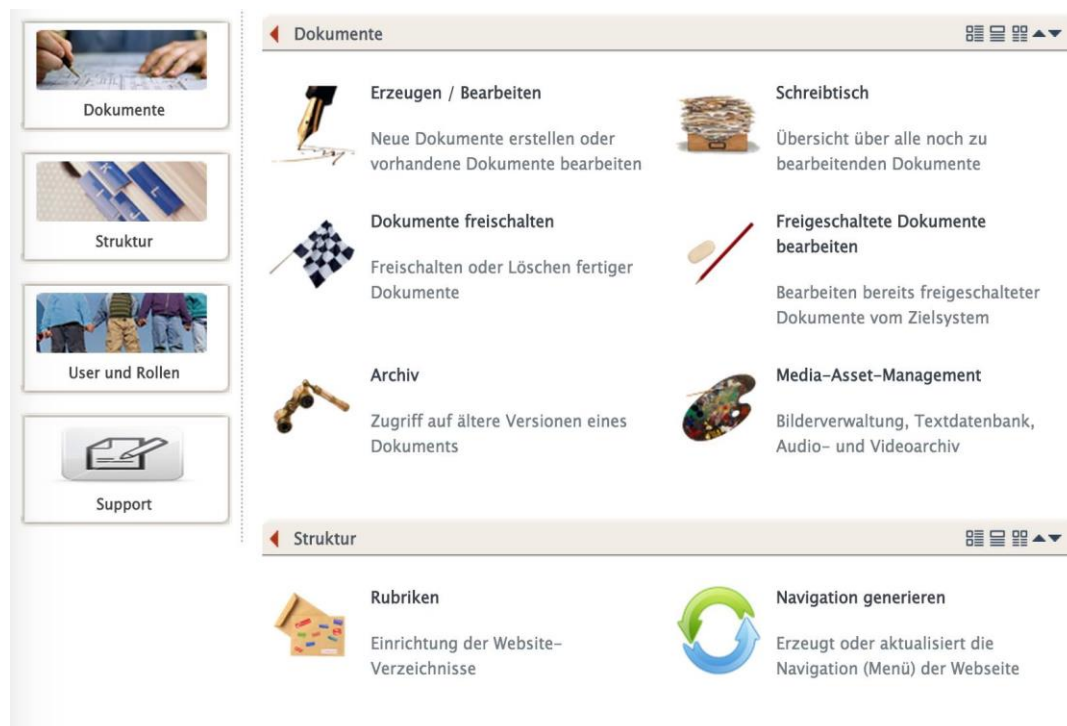 Dokumente
Struktur
User und Rollen
Support
Dokumente
Erzeugen / Bearbeiten
Neue Dokumente erstellen oder
vorhandene Dokumente bearbeiten
Schreibtisch
Übersicht über alle noch zu
bearbeitenden Dokumente
Dokumente freischalten
Freischalten oder Löschen fertiger
Dokumente
Freigeschaltete Dokumente
bearbeiten
Bearbeiten bereits freigeschalteter
Dokumente vom Zielsystem
Archiv
Zugriff auf ältere Versionen eines
Dokuments
Media-Asset-Management
Bilderverwaltung, Textdatenbank,
Audio- und Videoarchiv
Struktur
Rubriken
Einrichtung der Website-
Verzeichnisse
Navigation generieren
Erzeugt oder aktualisiert die
Navigation (Menü) der Webseite